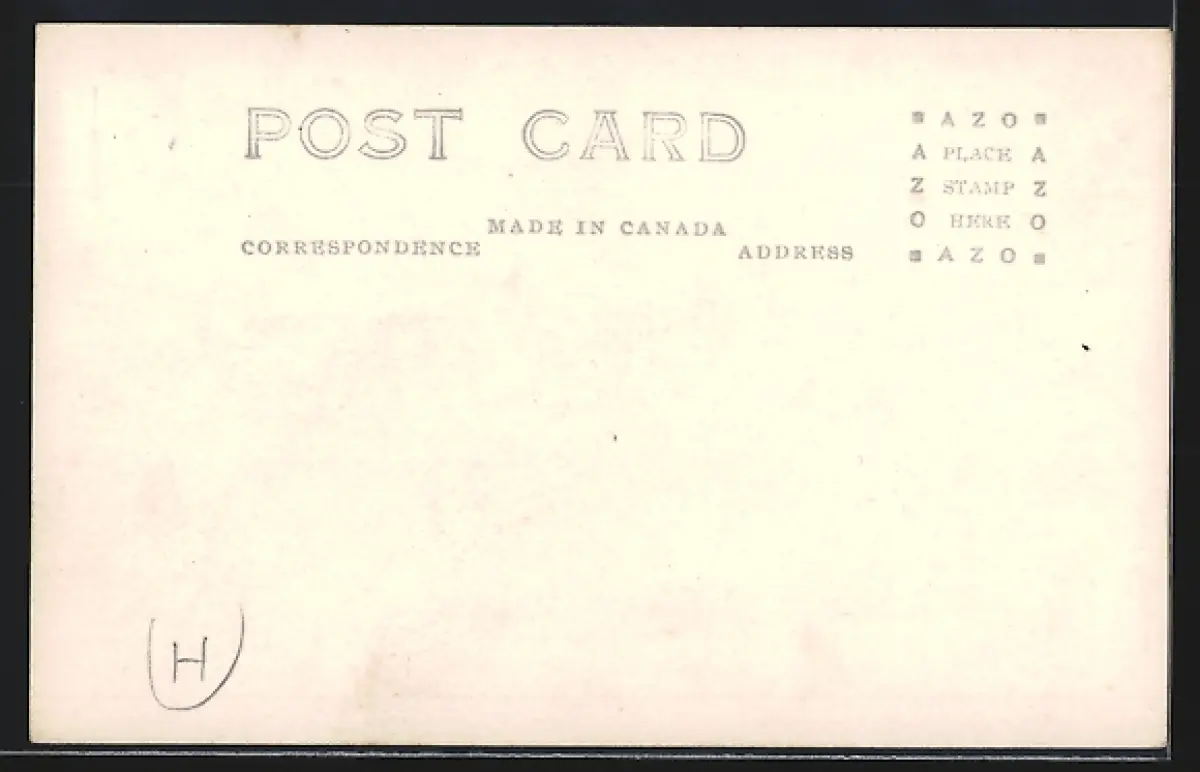 POST CARD
MADE IN CANADA
CORRESPONDENCE
ADDRESS
AZO
A PLACE A
Z STAMP Z
O HERE O
AZO
H